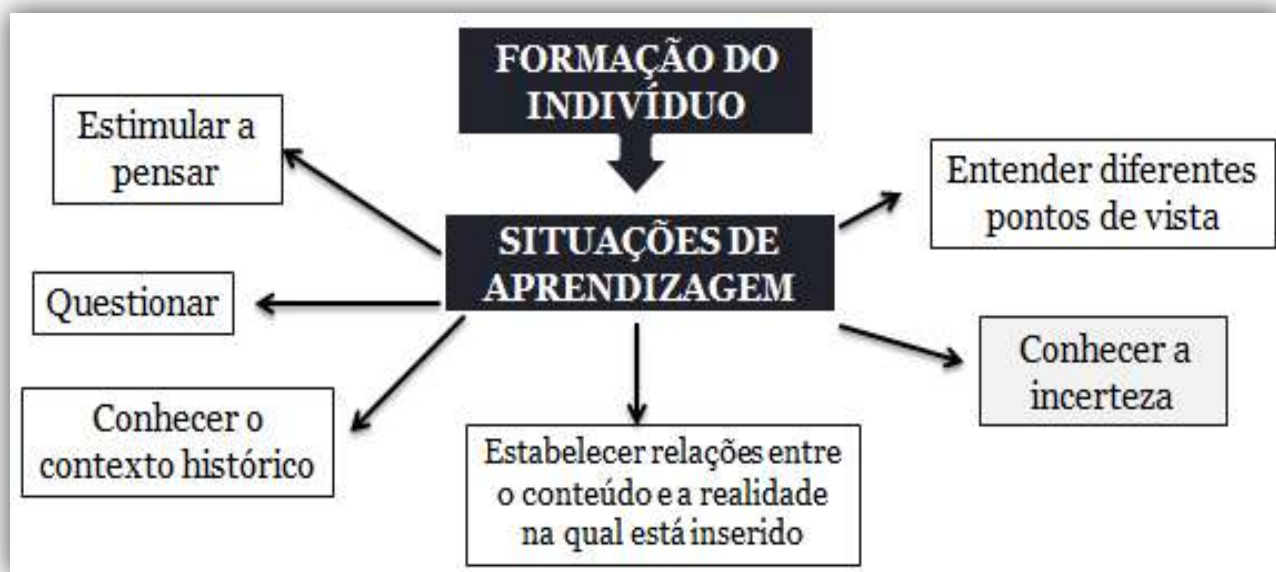 FORMAÇÃO DO
INDIVÍDUO
Estimular a
pensar
Entender diferentes
pontos de vista
SITUAÇÕES DE
APRENDIZAGEM
Questionar
Conhecer a
incerteza
Conhecer o
contexto histórico
Estabelecer relações entre
o conteúdo e a realidade
na qual está inserido